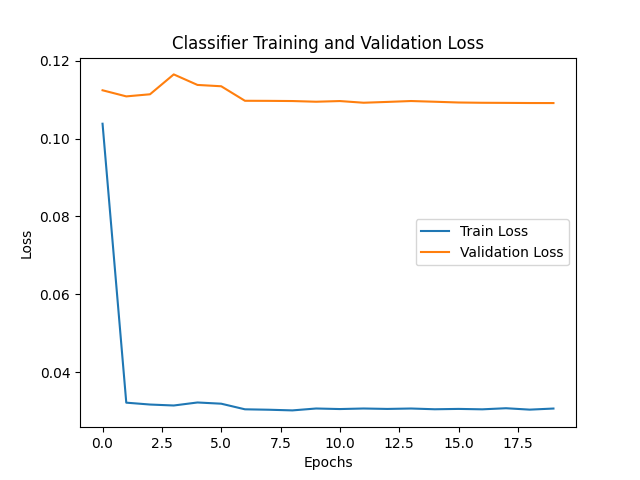 Classifier Training and Validation Loss
0.12
0.10
0.08
0.06
0.04
Loss
Train Loss
Validation Loss
0.0 2.5 5.0 7.5 10.0 12.5 15.0 17.5
Epochs